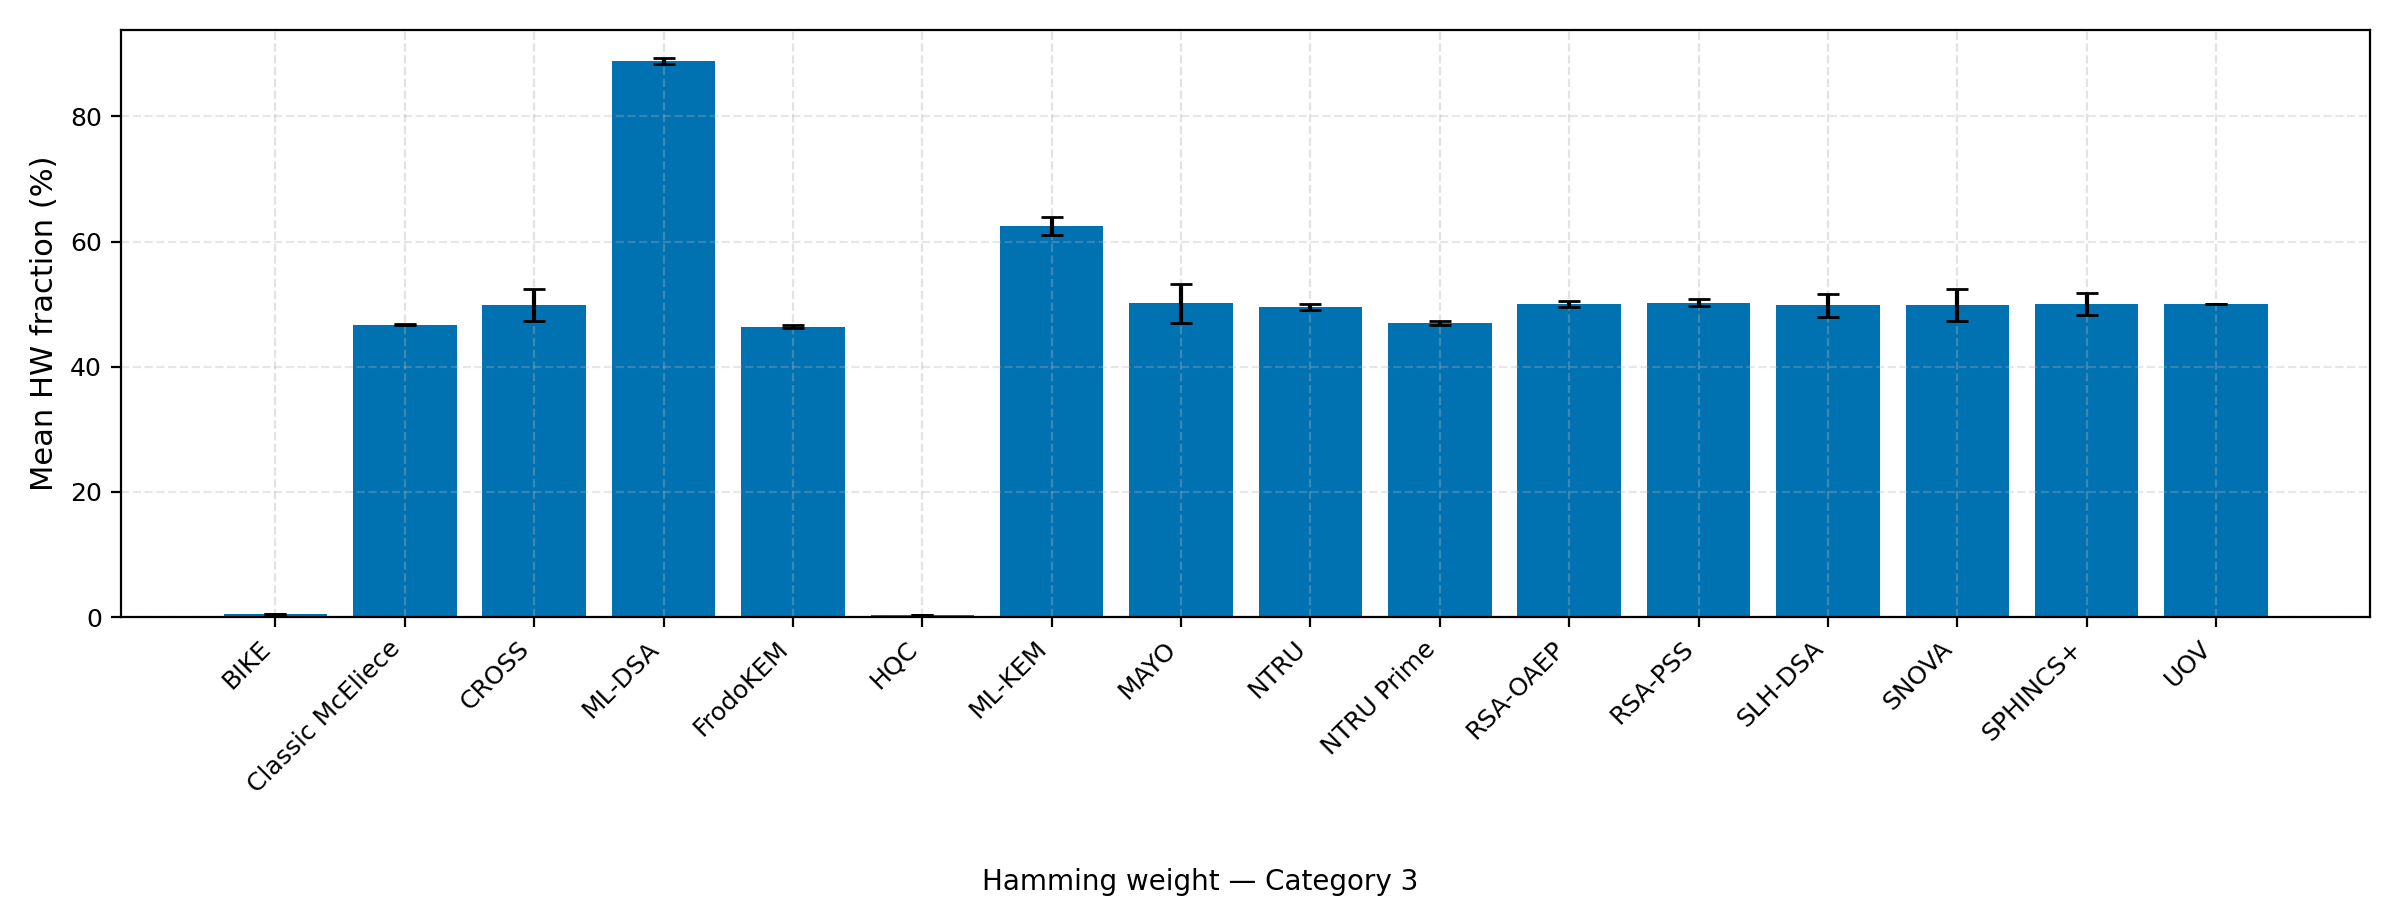 Mean HW fraction (%)
80
60
40
20
0
BIKE
Classic McEliece
CROSS
ML-DSA
FrodoKEM
HQC
ML-KEM
MAYO
NTRU
NTRU Prime
RSA-OAEP
RSA-PSS
SLH-DSA
SNOVA
SPHINCS+
UOV
Hamming weight — Category 3